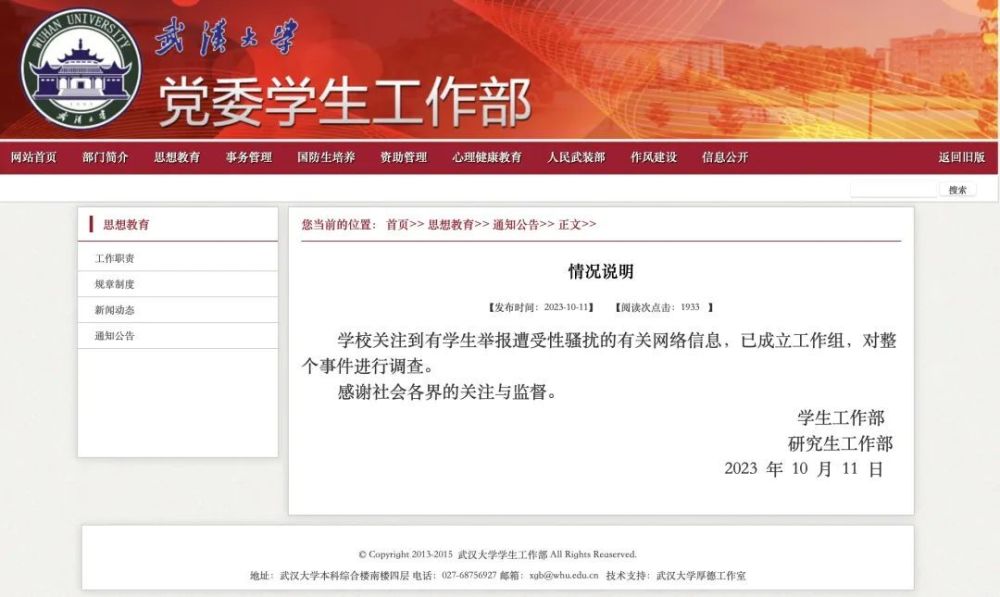 WUHAN UNIVERSITY
武汉大学
武漢大学
党委学生工作部
网站首页 部门简介 思想教育 事务管理 国防生培养 资助管理 心理健康教育 人民武装部 作风建设 信息公开 返回旧版
搜索
思想教育
工作职责
规章制度
新闻动态
通知公告
您当前的位置： 首页>> 思想教育>> 通知公告>> 正文>>
情况说明
【发布时间：2023-10-11】 【阅读次点击：1933 】
学校关注到有学生举报遭受性骚扰的有关网络信息，已成立工作组，对整
个事件进行调查。
感谢社会各界的关注与监督。
学生工作部
研究生工作部
2023 年 10 月 11 日
© Copyright 2013-2015 武汉大学学生工作部 All Rights Reaserved.
地址：武汉大学本科综合楼南楼四层 电话：027-68756927 邮箱：xgb@whu.edu.cn 技术支持：武汉大学厚德工作室